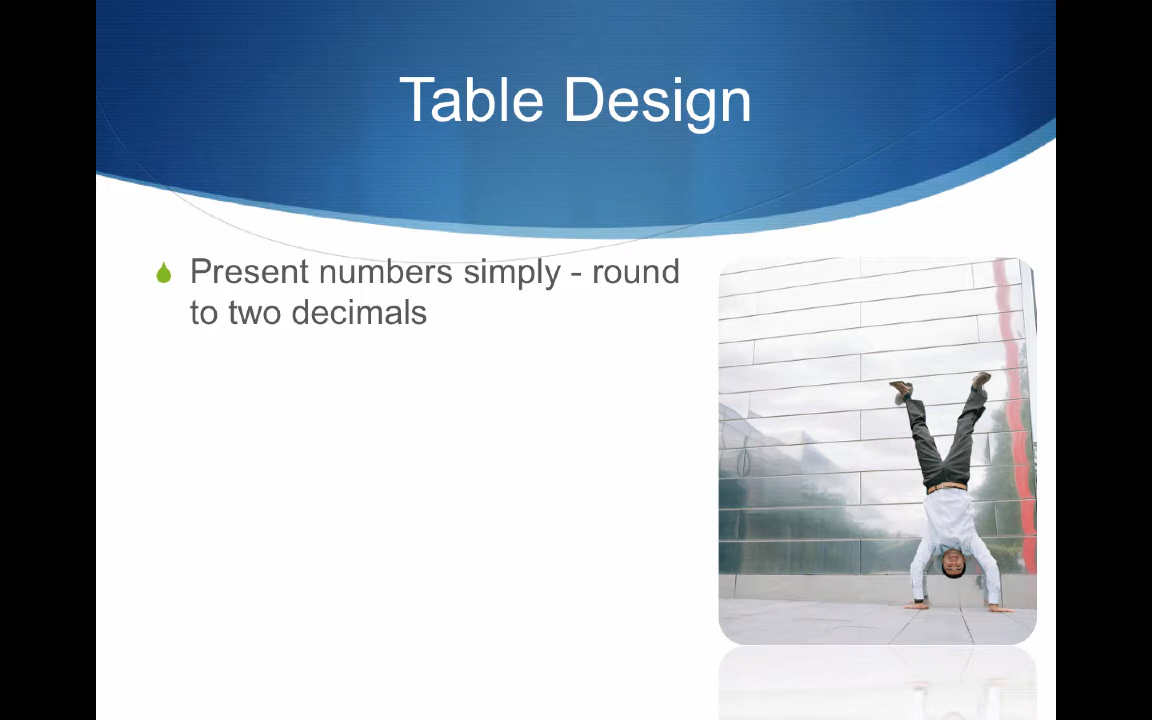 Table Design
Present numbers simply - round
to two decimals